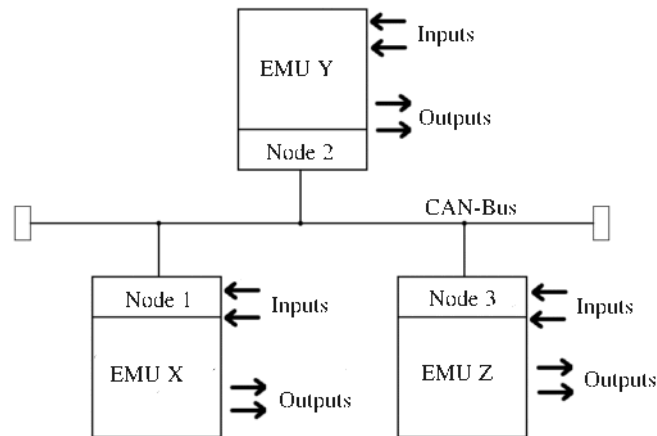 Inputs
EMU Y
Outputs
Node 2
CAN-Bus
Node 1
Inputs
EMU X
Outputs
Node 3
Inputs
EMU Z
Outputs